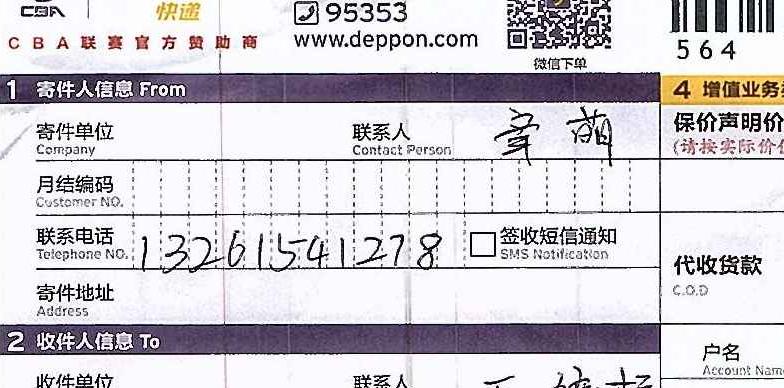 CBA 快递
95353
CBA联赛官方赞助商
www.deppon.com
微信下单
564
1 寄件人信息 From
4 增值业务
寄件单位
Company
联系人
Contact Person
章萌
保价声明价
(请按实际价
月结编码
Customer NO.
联系电话
Telephone NO.
13261541278
签收短信通知
SMS Notification
代收货款
C.O.D
寄件地址
Address
2 收件人信息 To
户名
Account Name
收件单位
联系人